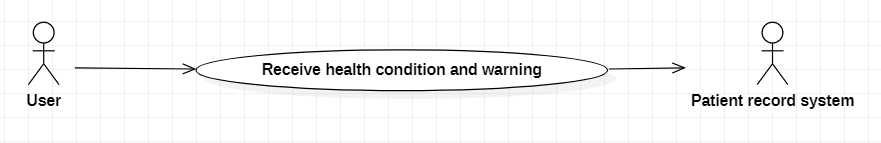 Receive health condition and warning
User
Patient record system